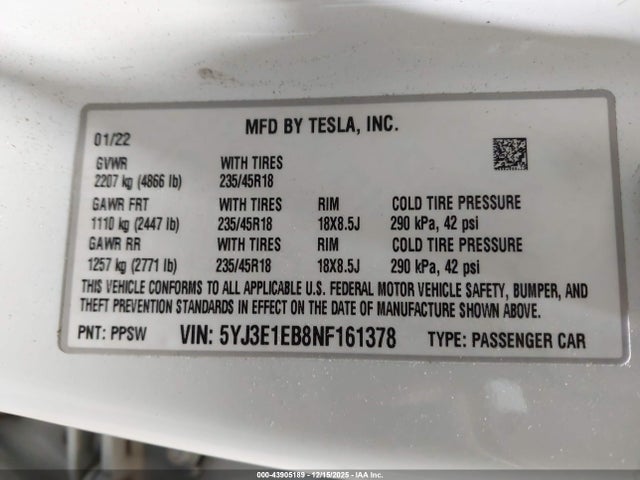 01/22 MFD BY TESLA, INC.
GVWR WITH TIRES
2207 kg (4866 lb) 235/45R18
GAWR FRT WITH TIRES RIM COLD TIRE PRESSURE
1110 kg (2447 lb) 235/45R18 18X8.5J 290 kPa, 42 psi
GAWR RR WITH TIRES RIM COLD TIRE PRESSURE
1257 kg (2771 lb) 235/45R18 18X8.5J 290 kPa, 42 psi
THIS VEHICLE CONFORMS TO ALL APPLICABLE U.S. FEDERAL MOTOR VEHICLE SAFETY, BUMPER, AND
THEFT PREVENTION STANDARDS IN EFFECT ON THE DATE OF MANUFACTURE SHOWN ABOVE.
PNT: PPSW VIN: 5YJ3E1EB8NF161378 TYPE: PASSENGER CAR
000-43905189 - 12/15/2025 - IAA Inc.